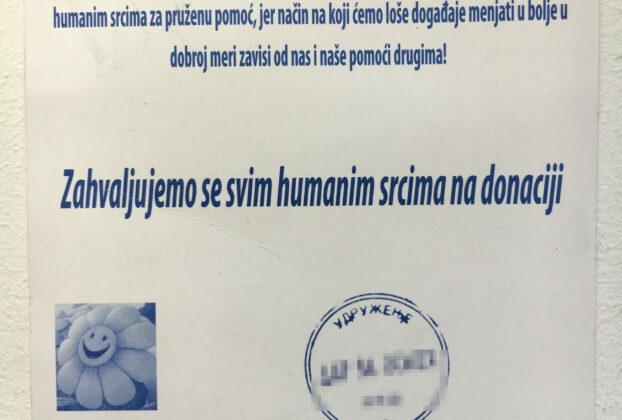 humanim srcima za pruženu pomoć, jer način na koji ćemo loše događaje menjati u bolje u
dobroj meri zavisi od nas i naše pomoći drugima!
Zahvaljujemo se svim humanim srcima na donaciji
УДРУЖЕЊЕ